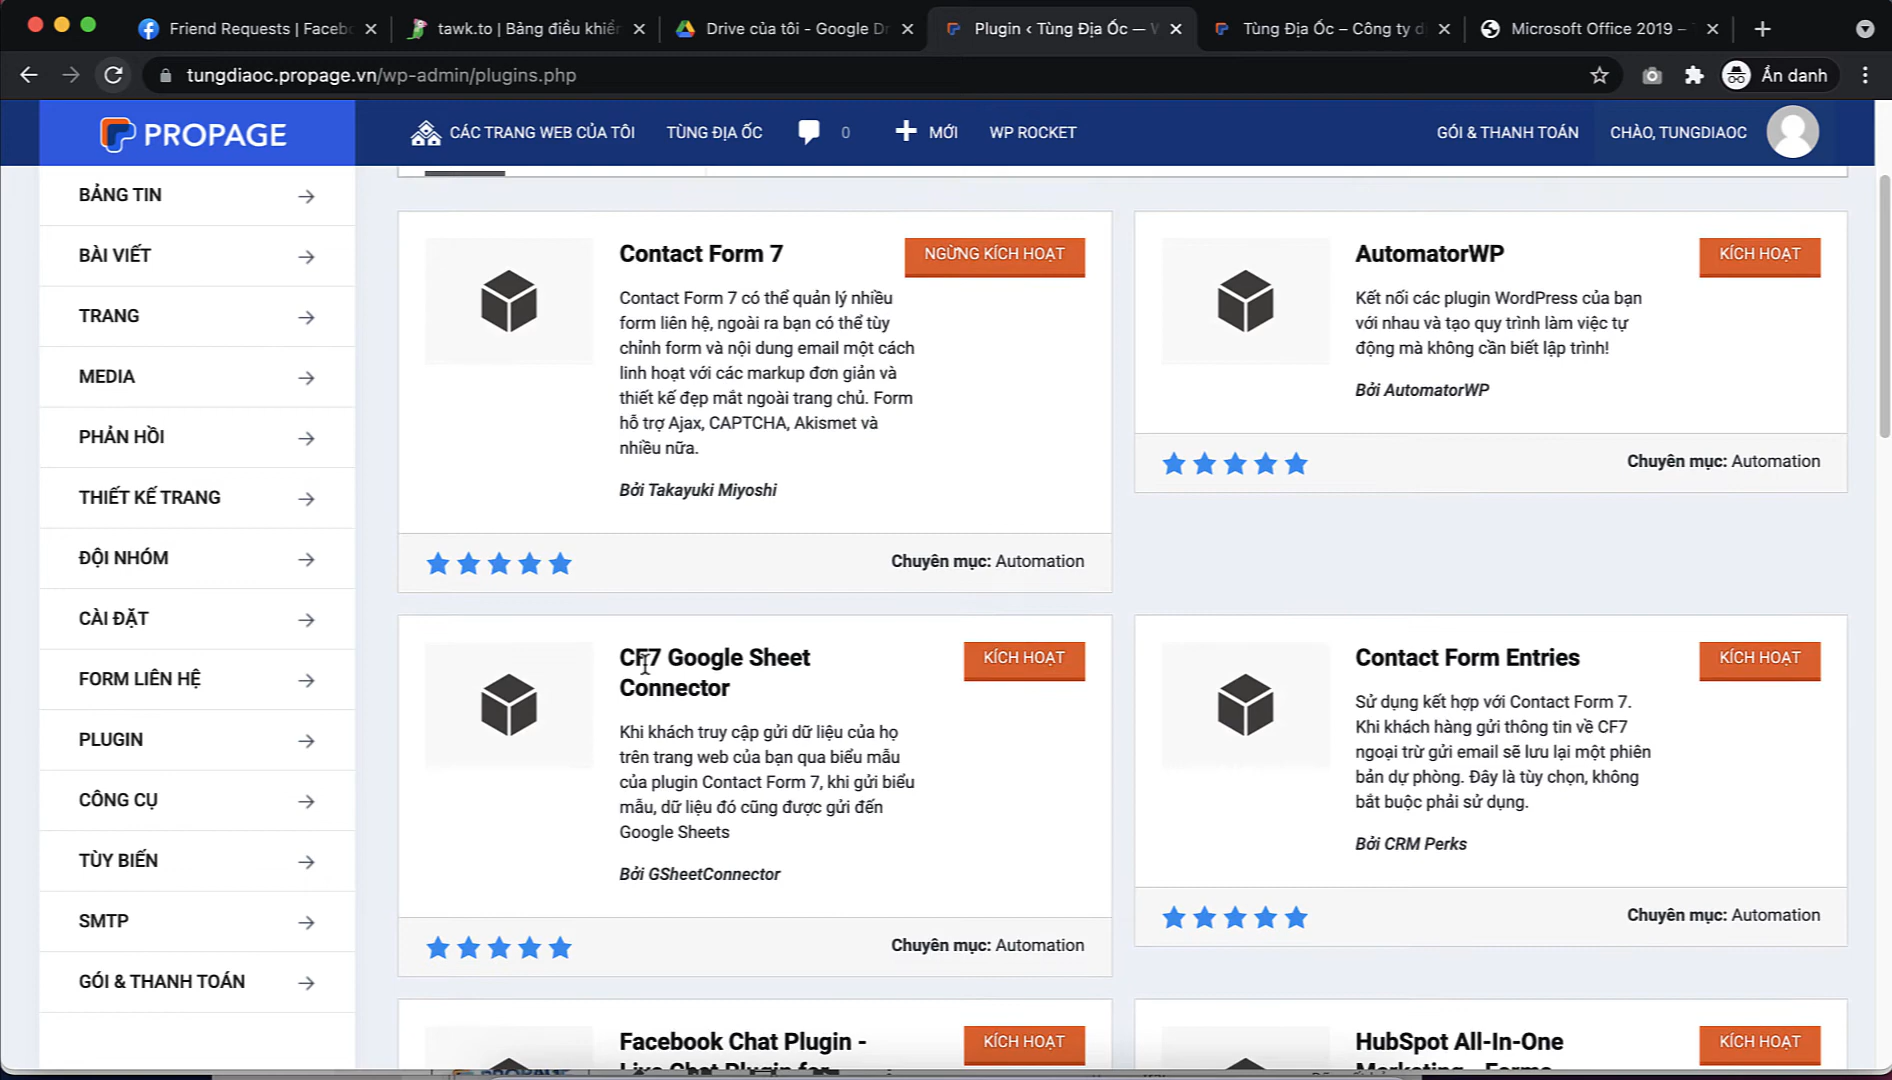 Friend Requests | Faceb
tawk.to | Bảng điều khiển
Drive của tôi - Google Dr
Plugin ‹ Tùng Địa Ốc — W
Tùng Địa Ốc – Công ty d
Microsoft Office 2019 –
tungdiaoc.propage.vn/wp-admin/plugins.php
Ẩn danh
PROPAGE
CÁC TRANG WEB CỦA TÔI
TÙNG ĐỊA ỐC
0
MỚI
WP ROCKET
GÓI & THANH TOÁN
CHÀO, TUNGDIAOC
BẢNG TIN
BÀI VIẾT
TRANG
MEDIA
PHẢN HỒI
THIẾT KẾ TRANG
ĐỘI NHÓM
CÀI ĐẶT
FORM LIÊN HỆ
PLUGIN
CÔNG CỤ
TÙY BIẾN
SMTP
GÓI & THANH TOÁN
Contact Form 7
NGỪNG KÍCH HOẠT
Contact Form 7 có thể quản lý nhiều
form liên hệ, ngoài ra bạn có thể tùy
chỉnh form và nội dung email một cách
linh hoạt với các markup đơn giản và
thiết kế đẹp mắt ngoài trang chủ. Form
hỗ trợ Ajax, CAPTCHA, Akismet và
nhiều nữa.
Bởi Takayuki Miyoshi
Chuyên mục: Automation
AutomatorWP
KÍCH HOẠT
Kết nối các plugin WordPress của bạn
với nhau và tạo quy trình làm việc tự
động mà không cần biết lập trình!
Bởi AutomatorWP
Chuyên mục: Automation
CF7 Google Sheet
Connector
KÍCH HOẠT
Khi khách truy cập gửi dữ liệu của họ
trên trang web của bạn qua biểu mẫu
của plugin Contact Form 7, khi gửi biểu
mẫu, dữ liệu đó cũng được gửi đến
Google Sheets
Bởi GSheetConnector
Chuyên mục: Automation
Contact Form Entries
KÍCH HOẠT
Sử dụng kết hợp với Contact Form 7.
Khi khách hàng gửi thông tin về CF7
ngoại trừ gửi email sẽ lưu lại một phiên
bản dự phòng. Đây là tùy chọn, không
bắt buộc phải sử dụng.
Bởi CRM Perks
Chuyên mục: Automation
Facebook Chat Plugin -
Live Chat Plugin for
KÍCH HOẠT
HubSpot All-In-One
Marketing - Forms
KÍCH HOẠT